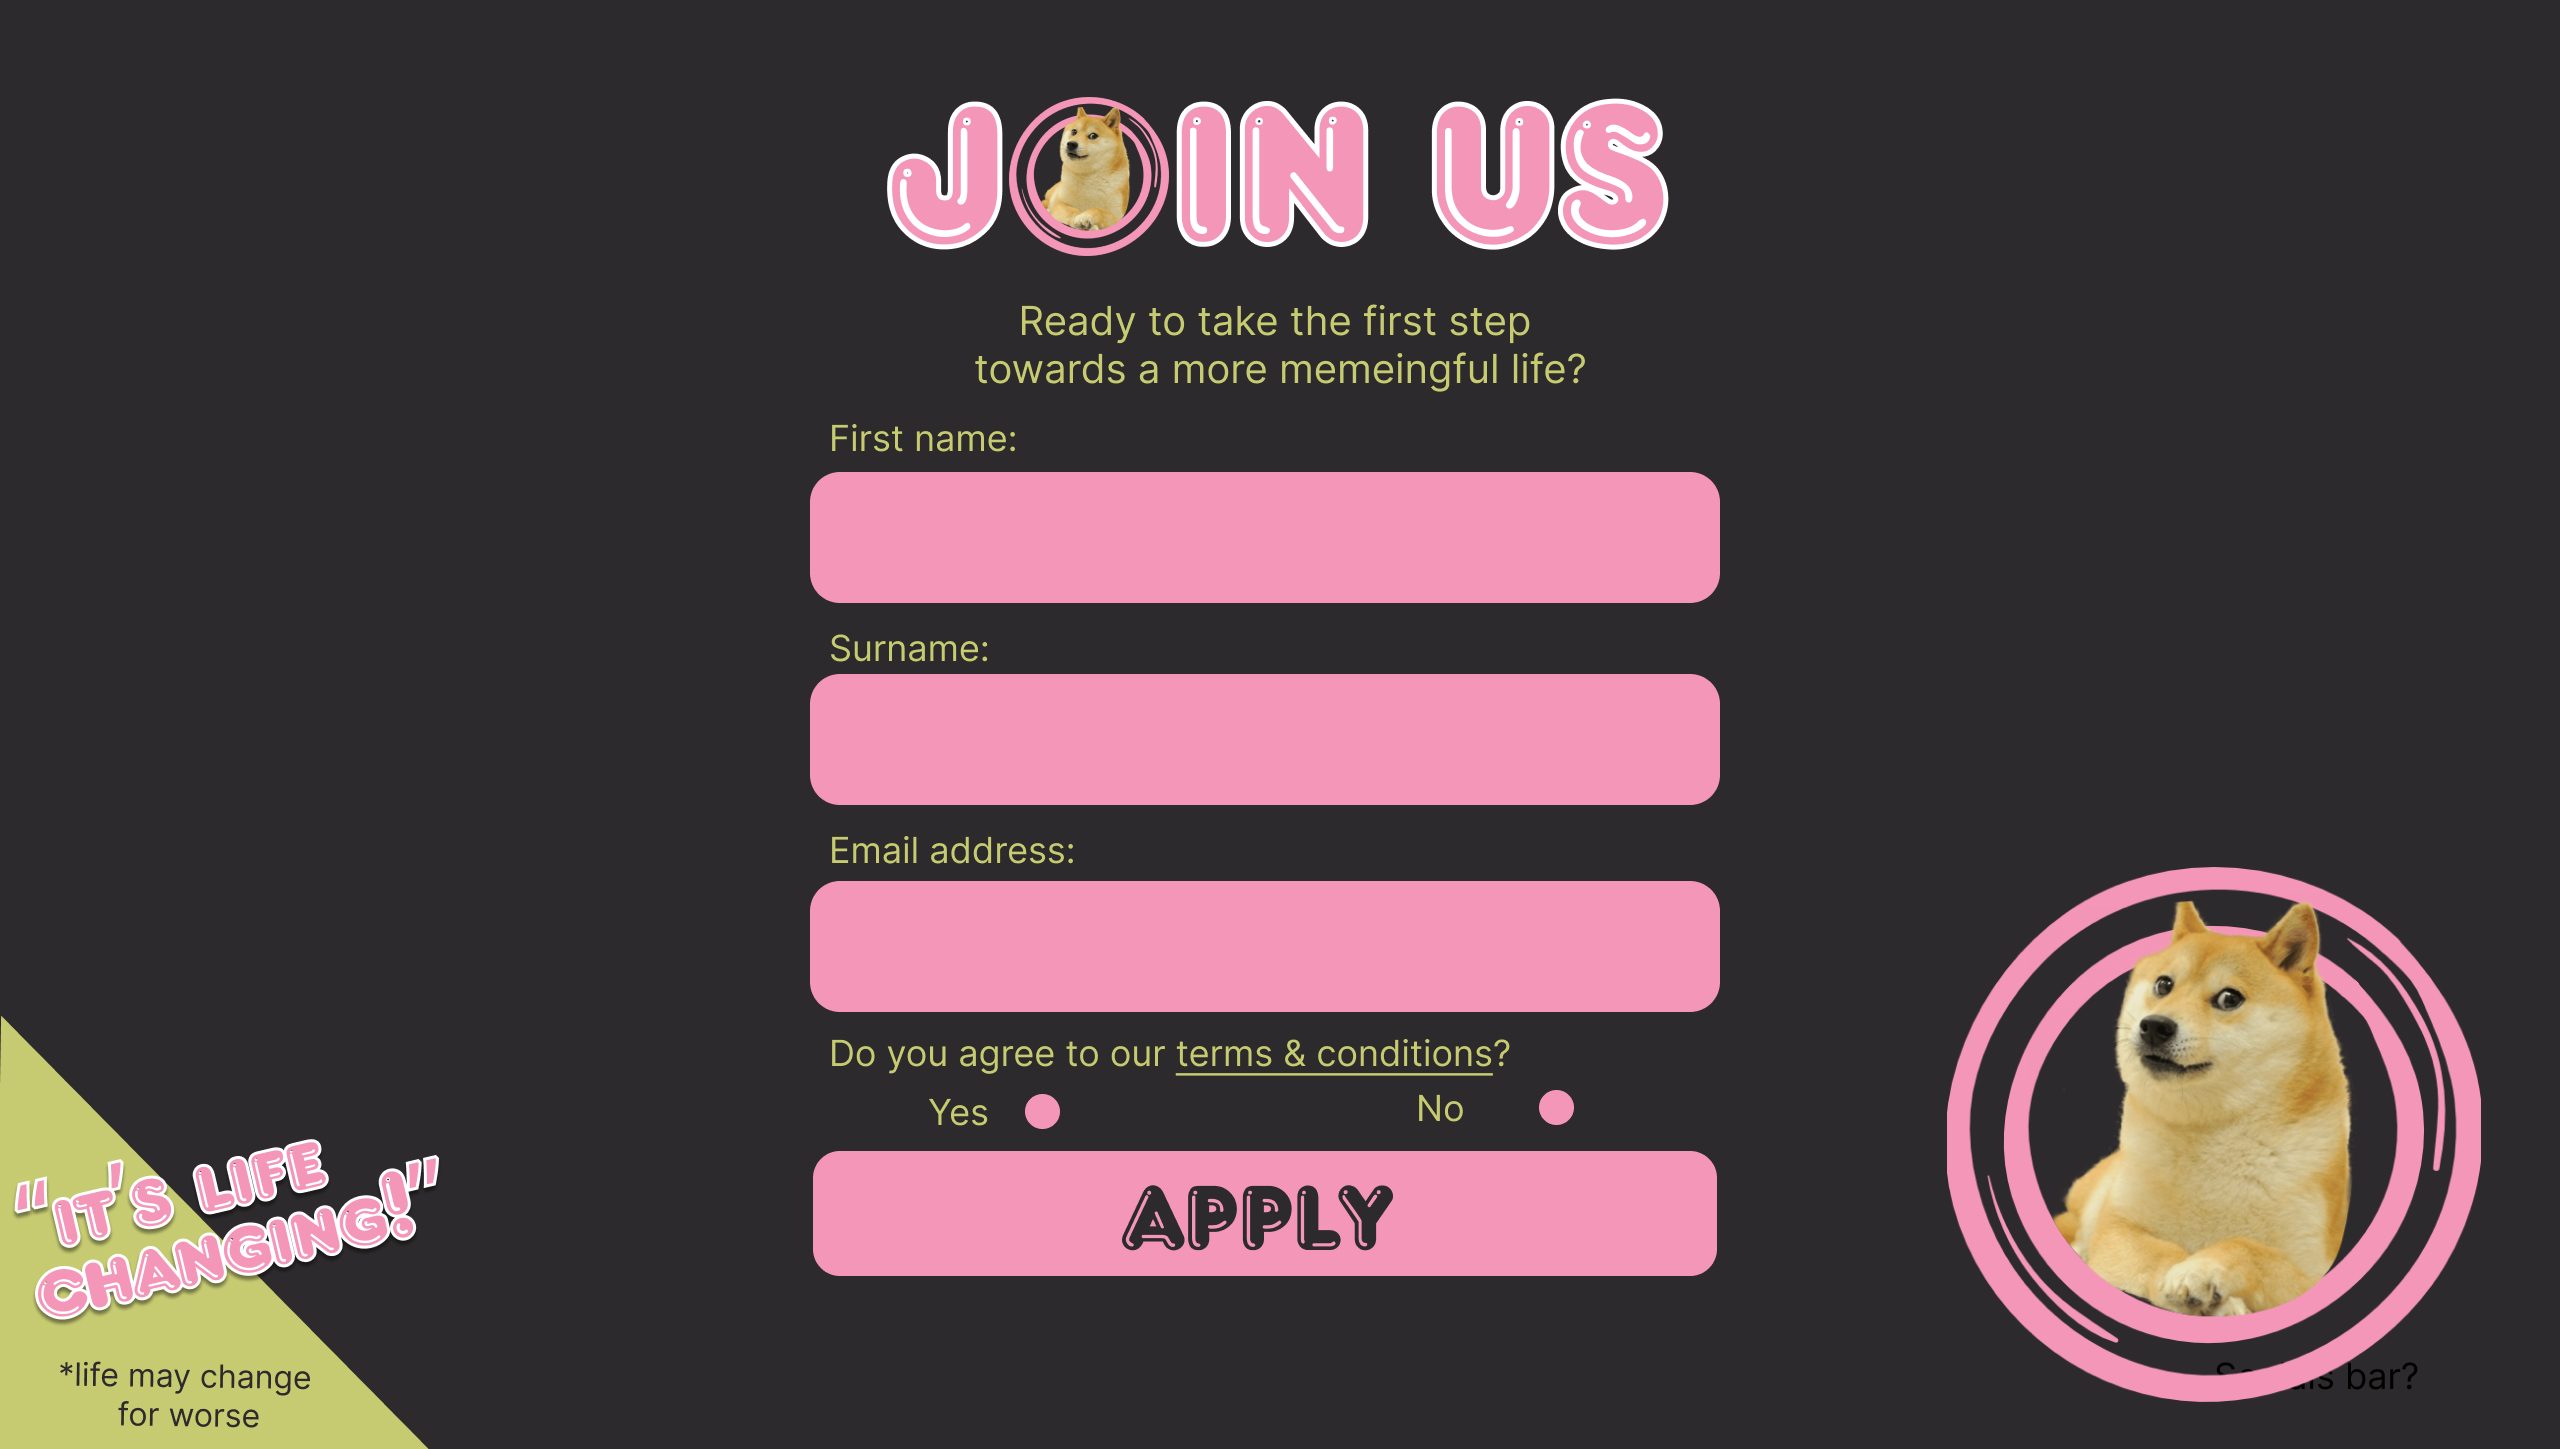 JOIN US
Ready to take the first step
towards a more memeingful life?
First name:
Surname:
Email address:
Do you agree to our terms & conditions?
Yes No
APPLY
“IT'S LIFE
CHANGING!”
*life may change
for worse
bar?